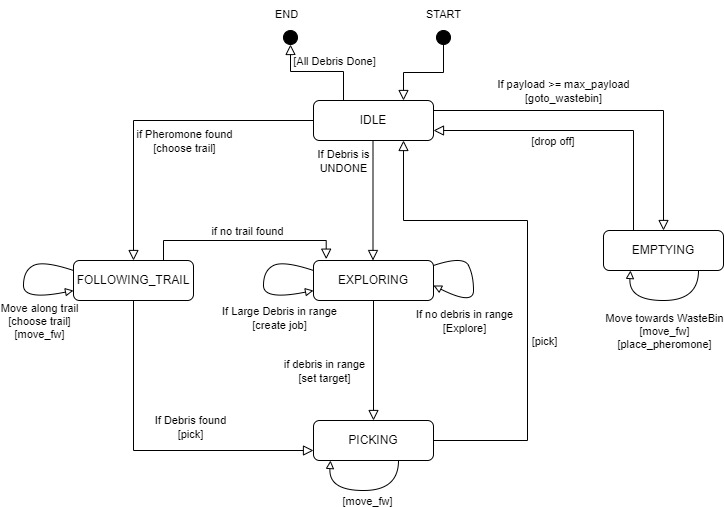 END
START
[All Debris Done]
If payload >= max_payload
[goto_wastebin]
IDLE
if Pheromone found
[choose trail]
If Debris is
UNDONE
[drop off]
if no trail found
EMPTYING
FOLLOWING_TRAIL
EXPLORING
Move along trail
[choose trail]
[move_fw]
If Large Debris in range
[create job]
If no debris in range
[Explore]
Move towards WasteBin
[move_fw]
[place_pheromone]
[pick]
if debris in range
[set target]
If Debris found
[pick]
PICKING
[move_fw]